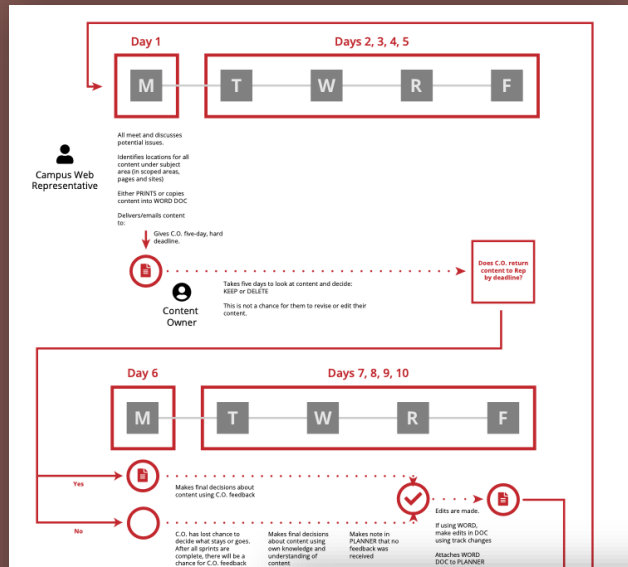 Day 1
Days 2, 3, 4, 5
M
T
W
R
F
All meet and discusses
potential issues.
Identifies locations for all
content under subject
area (in scoped areas,
pages and sites)
Either PRINTS or copies
content into WORD DOC
Delivers/emails content
to:
Campus Web
Representative
Gives C.O. five-day, hard
deadline.
Does C.O. return
content to Rep
by deadline?
Takes five days to look at content and decide:
KEEP or DELETE
This is not a chance for them to revise or edit their
content.
Content
Owner
Day 6
Days 7, 8, 9, 10
M
T
W
R
F
Yes
Makes final decisions about
content using C.O. feedback
No
C.O. has lost chance to
decide what stays or goes.
After all sprints are
complete, there will be a
chance for C.O. feedback
Makes final decisions
about content using
own knowledge and
understanding of
content
Makes note in
PLANNER that no
feedback was
received
Edits are made.
If using WORD,
make edits in DOC
using track changes
Attaches WORD
DOC to PLANNER